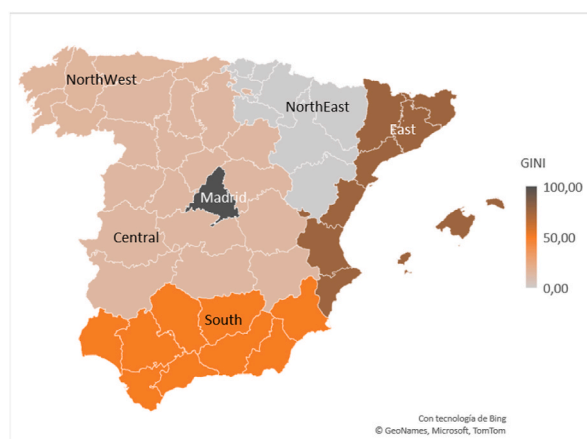 NorthWest
NorthEast
East
GINI
100,00
Madrid
50,00
Central
0,00
South
Con tecnología de Bing
© GeoNames, Microsoft, TomTom